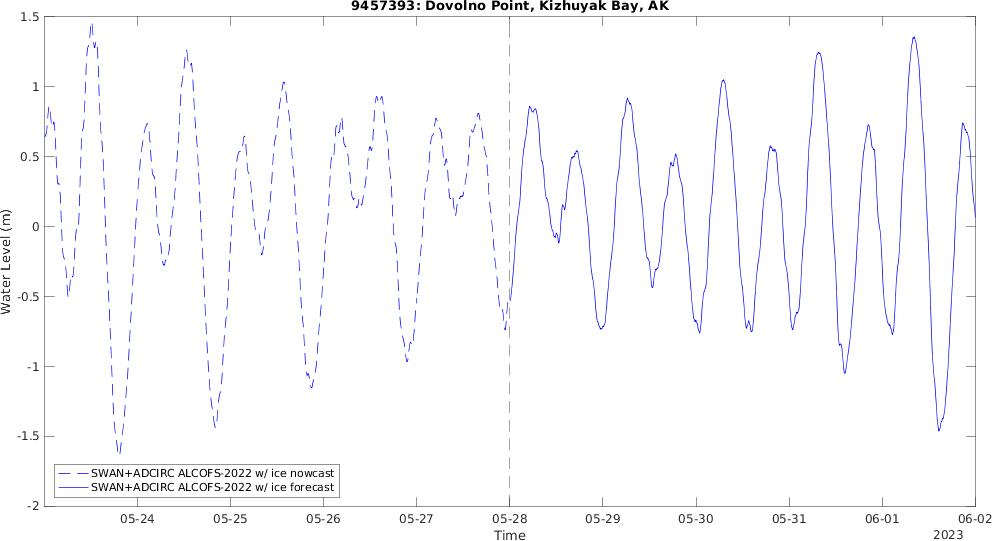 9457393: Dovolno Point, Kizhuyak Bay, AK
1.5
1
0.5
0
-0.5
-1
-1.5
-2
Water Level (m)
SWAN+ADCIRC ALCOFS-2022 w/ ice nowcast
SWAN+ADCIRC ALCOFS-2022 w/ ice forecast
05-24 05-25 05-26 05-27 05-28 05-29 05-30 05-31 06-01 06-02
Time
2023